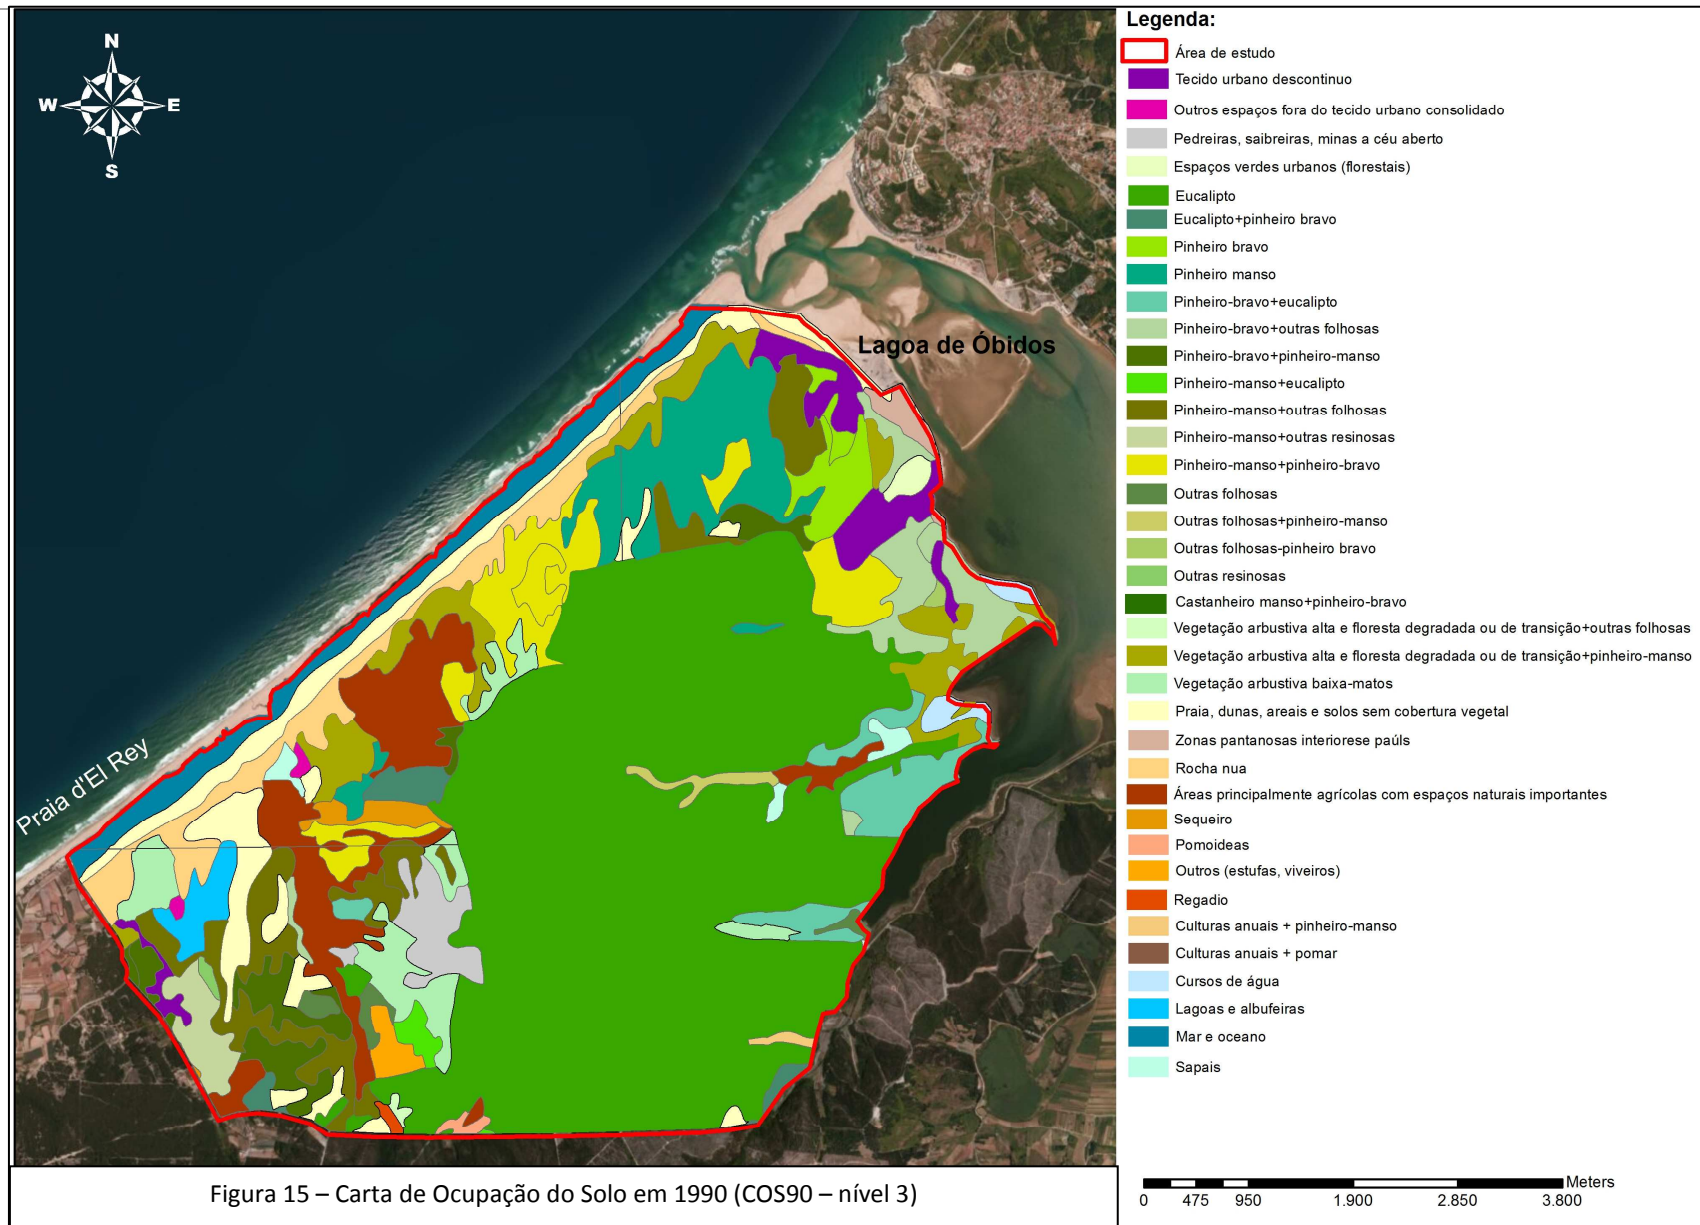 N
W
E
S
Lagoa de Óbidos
Praia d'El Rey
Legenda:
Área de estudo
Tecido urbano descontinuo
Outros espaços fora do tecido urbano consolidado
Pedreiras, saibreiras, minas a céu aberto
Espaços verdes urbanos (florestais)
Eucalipto
Eucalipto+pinheiro bravo
Pinheiro bravo
Pinheiro manso
Pinheiro-bravo+eucalipto
Pinheiro-bravo+outras folhosas
Pinheiro-bravo+pinheiro-manso
Pinheiro-manso+eucalipto
Pinheiro-manso+outras folhosas
Pinheiro-manso+outras resinosas
Pinheiro-manso+pinheiro-bravo
Outras folhosas
Outras folhosas+pinheiro-manso
Outras folhosas-pinheiro bravo
Outras resinosas
Castanheiro manso+pinheiro-bravo
Vegetação arbustiva alta e floresta degradada ou de transição+outras folhosas
Vegetação arbustiva alta e floresta degradada ou de transição+pinheiro-manso
Vegetação arbustiva baixa-matos
Praia, dunas, areais e solos sem cobertura vegetal
Zonas pantanosas interiorese paúls
Rocha nua
Áreas principalmente agrícolas com espaços naturais importantes
Sequeiro
Pomoideas
Outros (estufas, viveiros)
Regadio
Culturas anuais + pinheiro-manso
Culturas anuais + pomar
Cursos de água
Lagoas e albufeiras
Mar e oceano
Sapais
Meters
0 475 950 1.900 2.850 3.800
Figura 15 – Carta de Ocupação do Solo em 1990 (COS90 – nível 3)